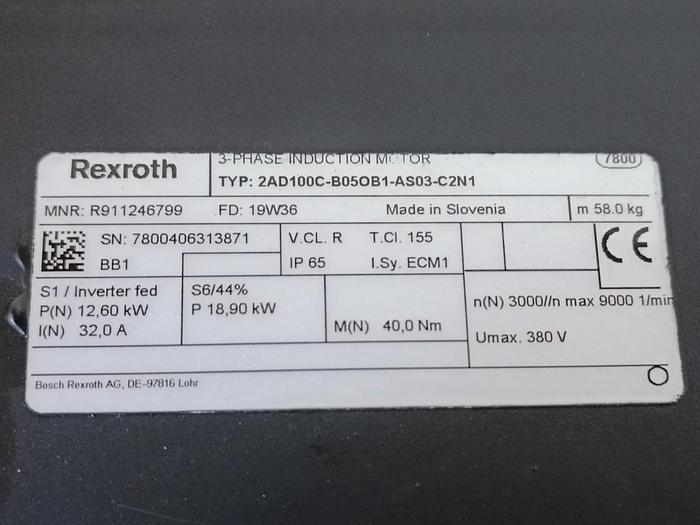 Rexroth
3-PHASE INDUCTION MOTOR
7800
TYP: 2AD100C-B05OB1-AS03-C2N1
MNR: R911246799 FD: 19W36 Made in Slovenia m 58.0 kg
SN: 7800406313871 V.CL. R T.Cl. 155
BB1 IP 65 I.Sy. ECM1
CE
S1 / Inverter fed S6/44%
P(N) 12,60 kW P 18,90 kW
I(N) 32,0 A M(N) 40,0 Nm
n(N) 3000//n max 9000 1/min
Umax. 380 V
Bosch Rexroth AG, DE-97816 Lohr